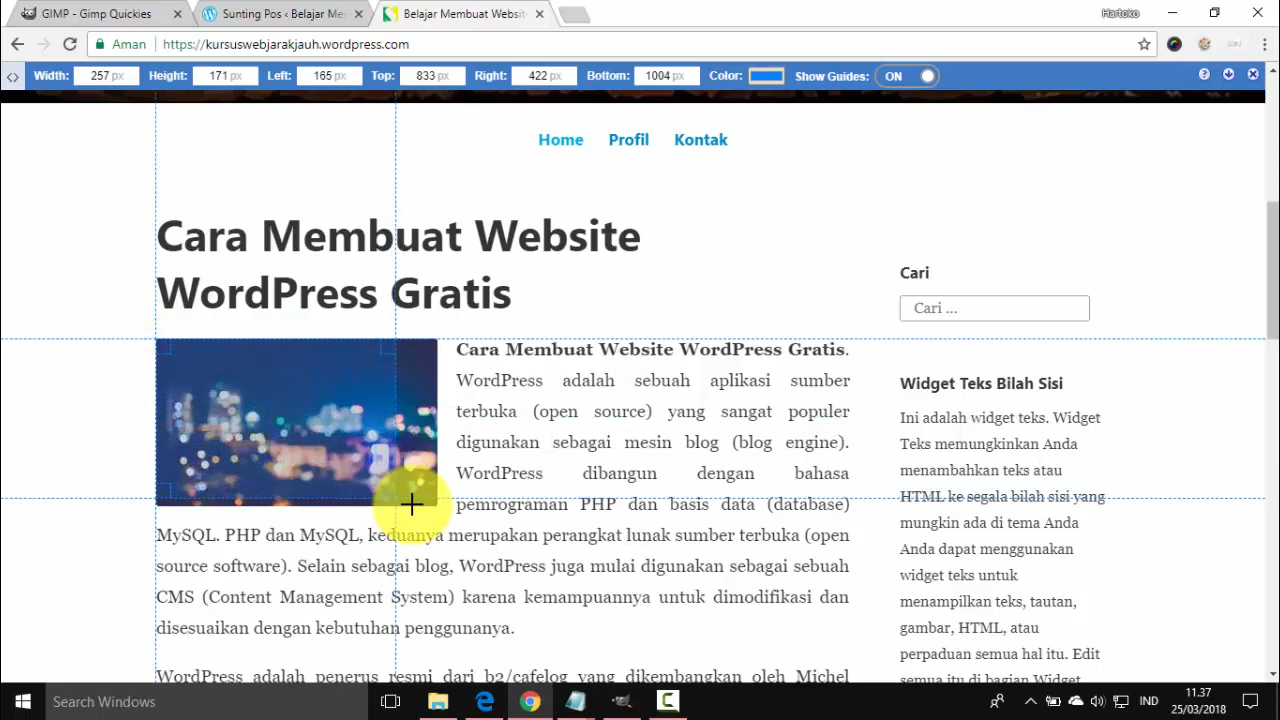 GIMP - Gimp Quickies
Sunting Pos ‹ Belajar Me
Belajar Membuat Websit
Hartoko
Aman
https://kursuswebjarakjauh.wordpress.com
Width: 257 px Height: 171 px Left: 165 px Top: 833 px Right: 422 px Bottom: 1004 px Color: Show Guides: ON
Home Profil Kontak
Cara Membuat Website
WordPress Gratis
Cara Membuat Website WordPress Gratis.
WordPress adalah sebuah aplikasi sumber
terbuka (open source) yang sangat populer
digunakan sebagai mesin blog (blog engine).
WordPress dibangun dengan bahasa
pemrograman PHP dan basis data (database)
MySQL. PHP dan MySQL, keduanya merupakan perangkat lunak sumber terbuka (open
source software). Selain sebagai blog, WordPress juga mulai digunakan sebagai sebuah
CMS (Content Management System) karena kemampuannya untuk dimodifikasi dan
disesuaikan dengan kebutuhan penggunanya.
WordPress adalah penerus resmi dari b2/cafelog yang dikembangkan oleh Michel
Cari
Cari ...
Widget Teks Bilah Sisi
Ini adalah widget teks. Widget
Teks memungkinkan Anda
menambahkan teks atau
HTML ke segala bilah sisi yang
mungkin ada di tema Anda
Anda dapat menggunakan
widget teks untuk
menampilkan teks, tautan,
gambar, HTML, atau
perpaduan semua hal itu. Edit
semua itu di bagian Widget
Search Windows
IND
11.37
25/03/2018